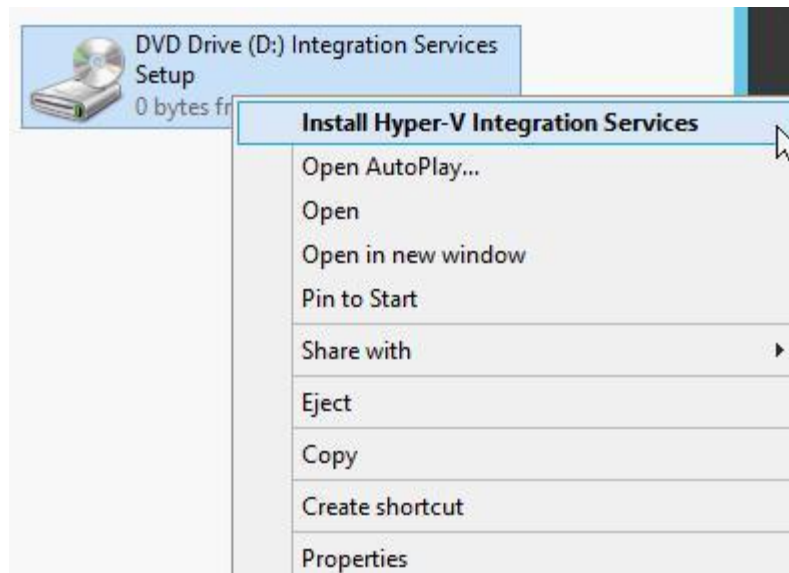 DVD Drive (D:) Integration Services
Setup
0 bytes
Install Hyper-V Integration Services
Open AutoPlay...
Open
Open in new window
Pin to Start
Share with
Eject
Copy
Create shortcut
Properties